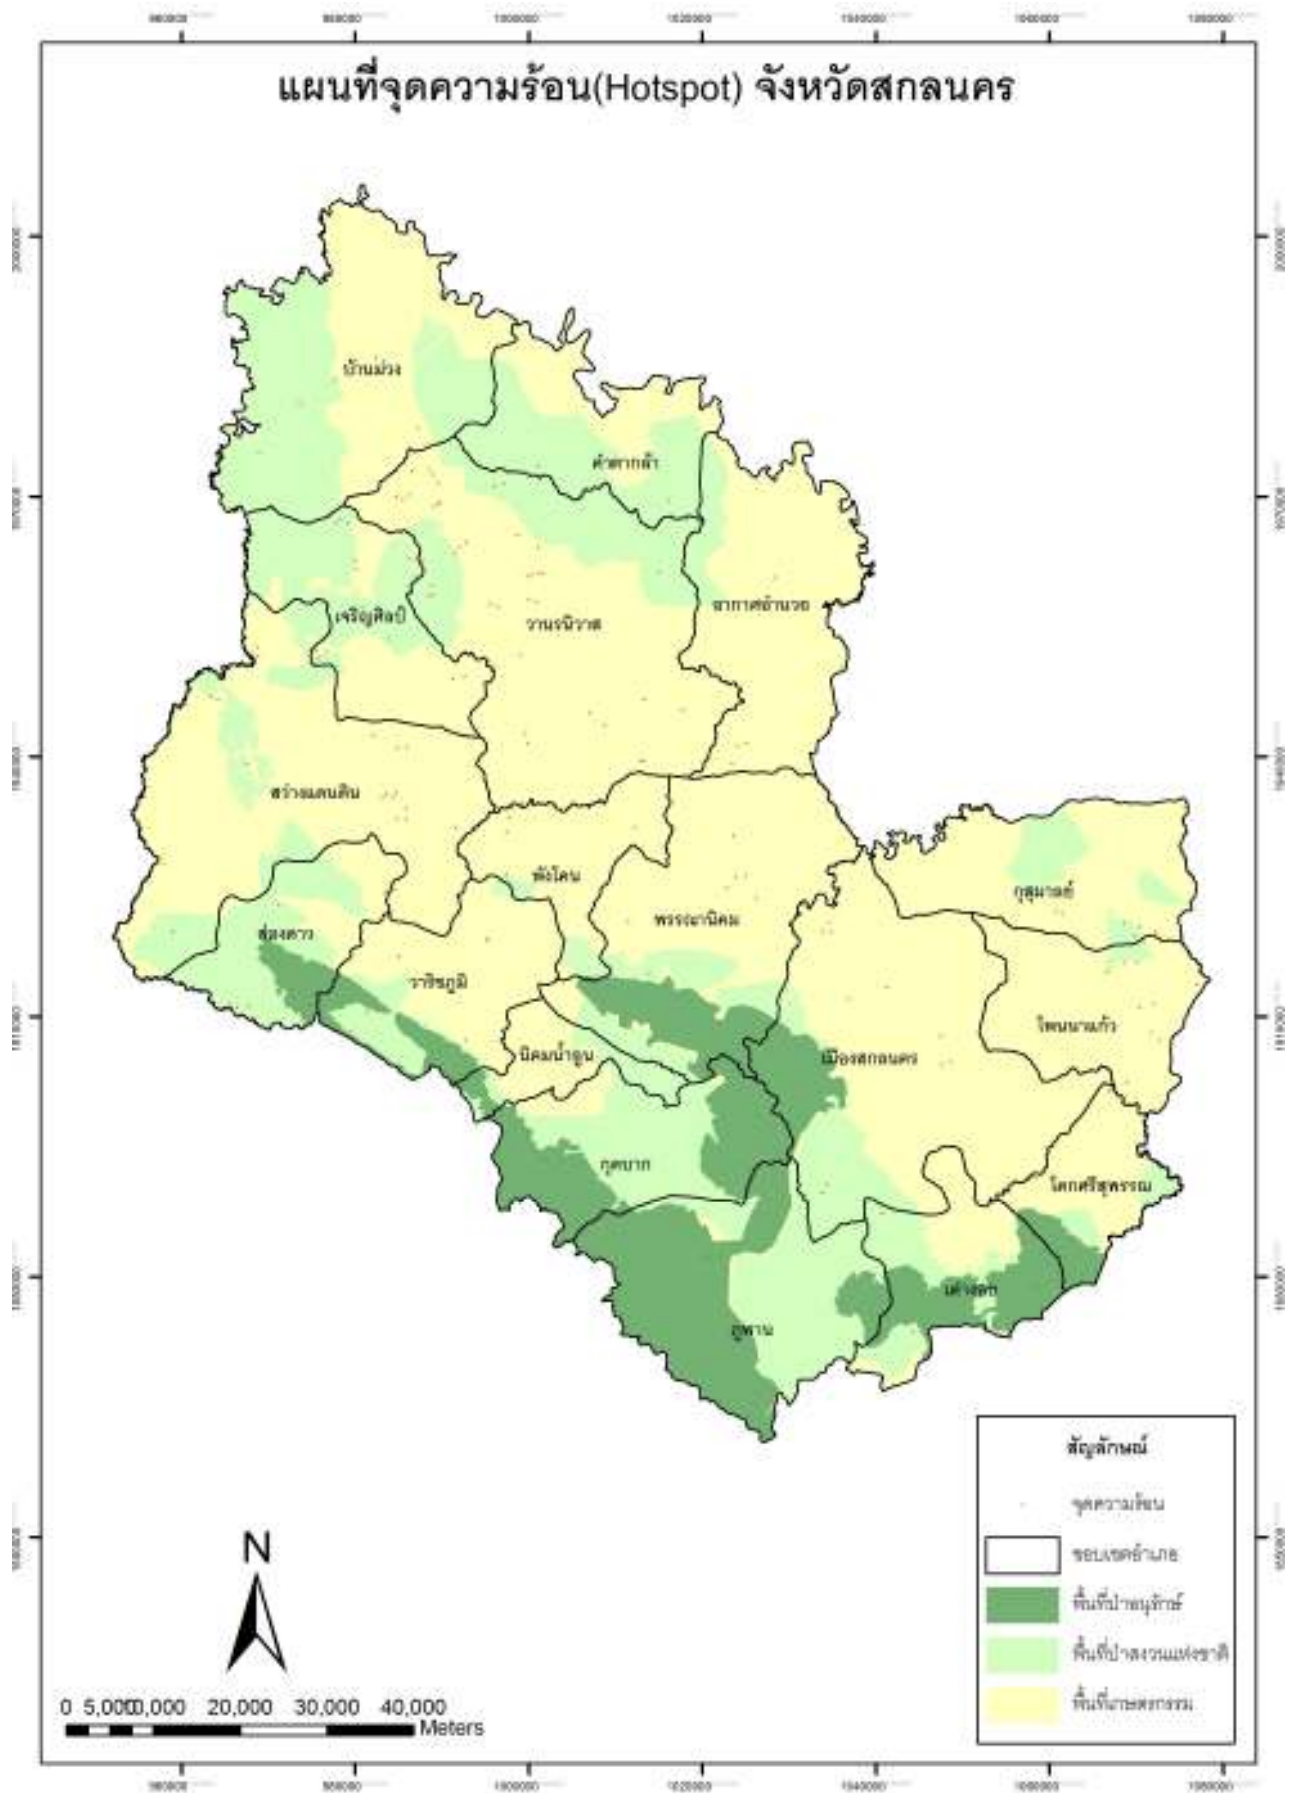 แผนที่จุดความร้อน(Hotspot) จังหวัดสกลนคร
บ้านม่วง
คำตากล้า
อากาศอำนวย
เจริญศิลป์
วานรนิวาส
สว่างแดนดิน
พังโคน
กุสุมาลย์
พรรณานิคม
ส่องดาว
วาริชภูมิ
โพนนาแก้ว
นิคมน้ำอูน
เมืองสกลนคร
กุดบาก
โคกศรีสุพรรณ
เต่างอย
ภูพาน
สัญลักษณ์
จุดความร้อน
ขอบเขตอำเภอ
พื้นที่ป่าอนุรักษ์
พื้นที่ป่าสงวนแห่งชาติ
พื้นที่เกษตรกรรม
N
0 5,000 10,000 20,000 30,000 40,000
Meters